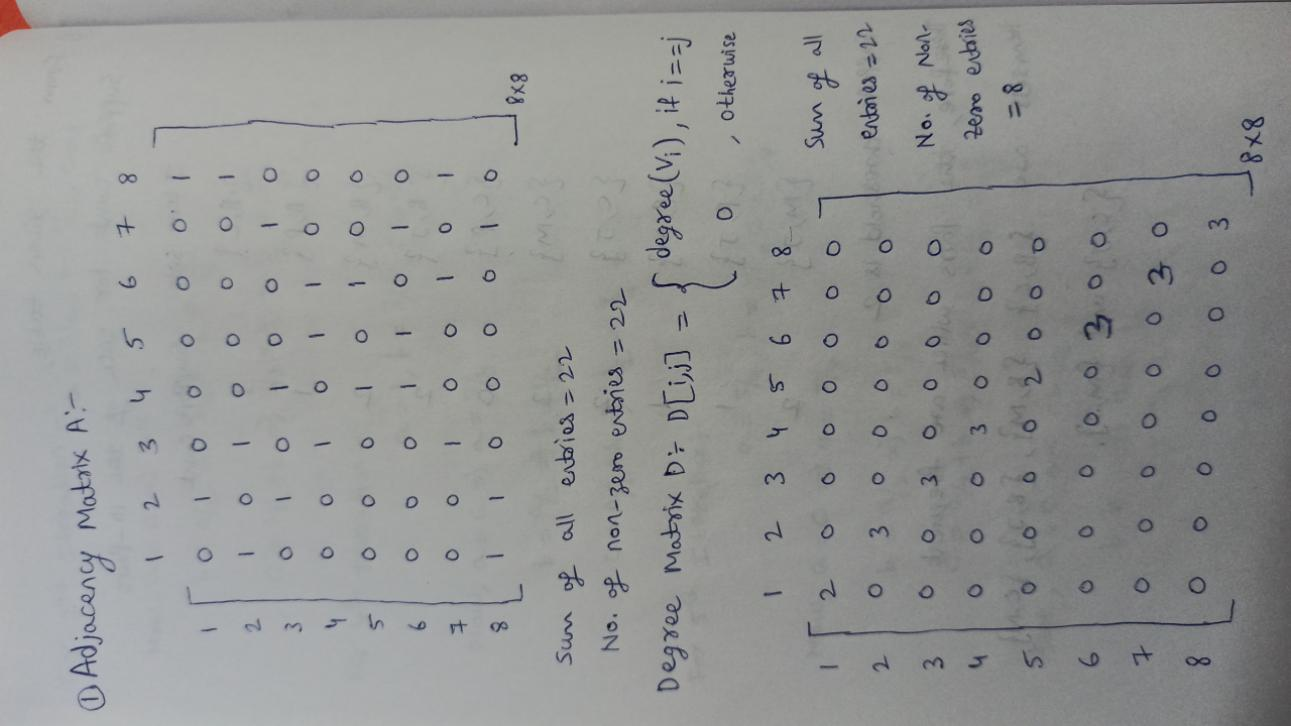 ① Adjacency Matrix A:-
1 2 3 4 5 6 7 8
1 0 1 0 0 0 0 0 1
2 1 0 1 0 0 0 0 1
3 0 1 0 1 0 0 1 0
4 0 0 1 0 1 1 0 0
5 0 0 0 1 0 1 0 0
6 0 0 0 1 1 0 1 0
7 0 0 1 0 0 1 0 1
8 1 1 0 0 0 0 1 0
8x8
Sum of all entries = 22
No. of non-zero entries = 22
Degree Matrix D:- D[i,j] = { degree(Vi), if i==j
0 , otherwise
1 2 3 4 5 6 7 8
1 2 0 0 0 0 0 0 0
2 0 3 0 0 0 0 0 0
3 0 0 3 0 0 0 0 0
4 0 0 0 3 0 0 0 0
5 0 0 0 0 2 0 0 0
6 0 0 0 0 0 3 0 0
7 0 0 0 0 0 0 3 0
8 0 0 0 0 0 0 0 3
8x8
Sum of all
entries = 22
No. of Non-
zero entries
= 8